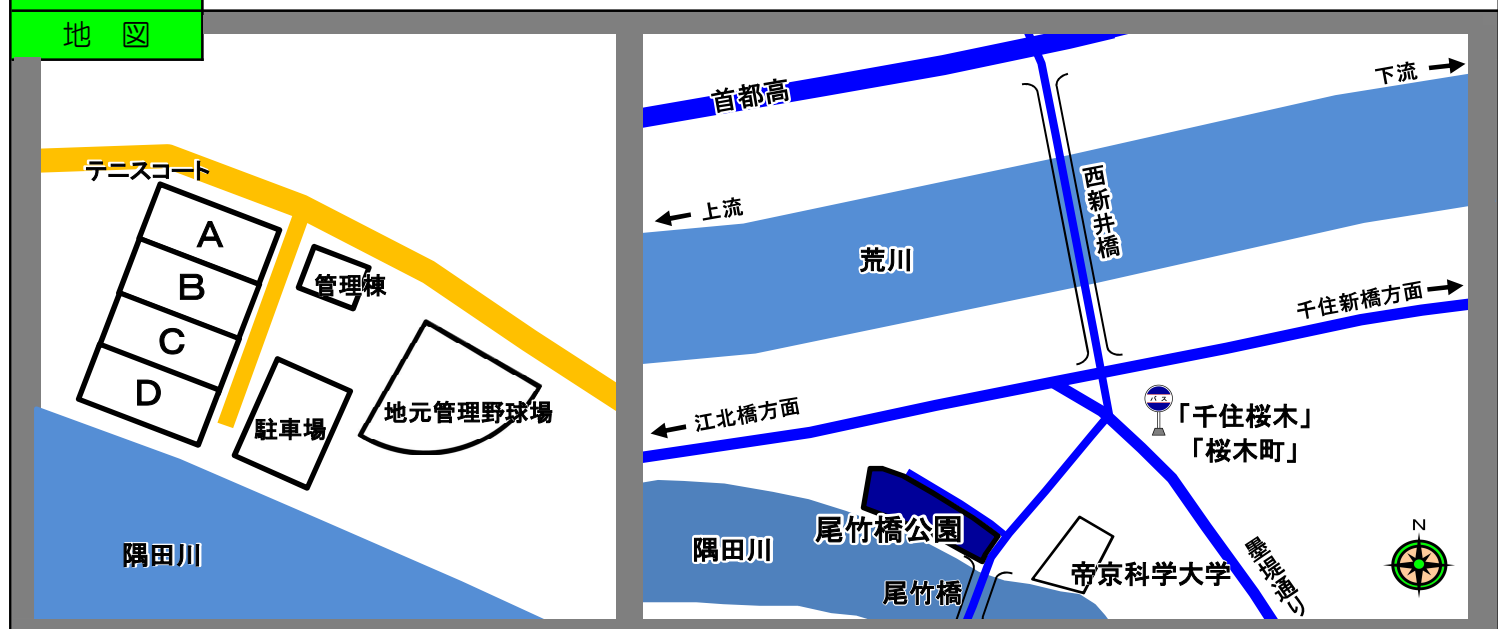 地 図
テニスコート
A
B
C
D
管理棟
駐車場
地元管理野球場
隅田川
首都高
下流
上流
西新井橋
荒川
千住新橋方面
江北橋方面
バス
「千住桜木」
「桜木町」
尾竹橋公園
隅田川
尾竹橋
帝京科学大学
墨堤通り
N